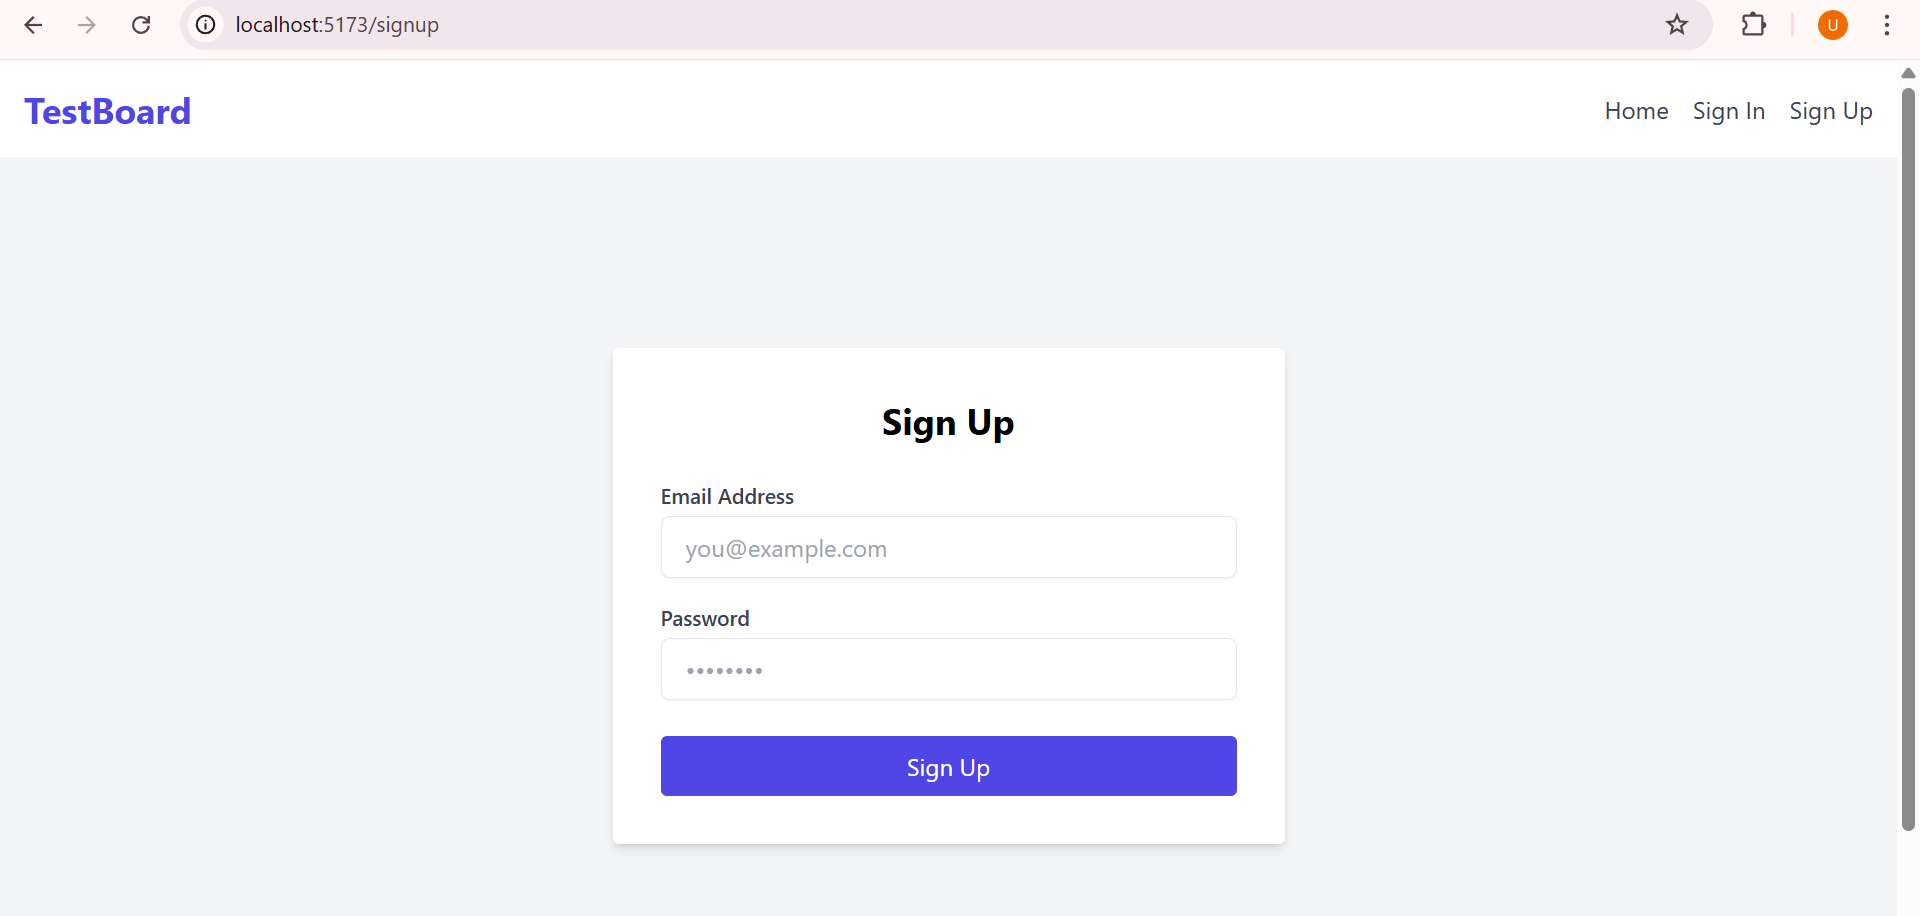 localhost:5173/signup
U
TestBoard
Home Sign In Sign Up
Sign Up
Email Address
you@example.com
Password
••••••••
Sign Up